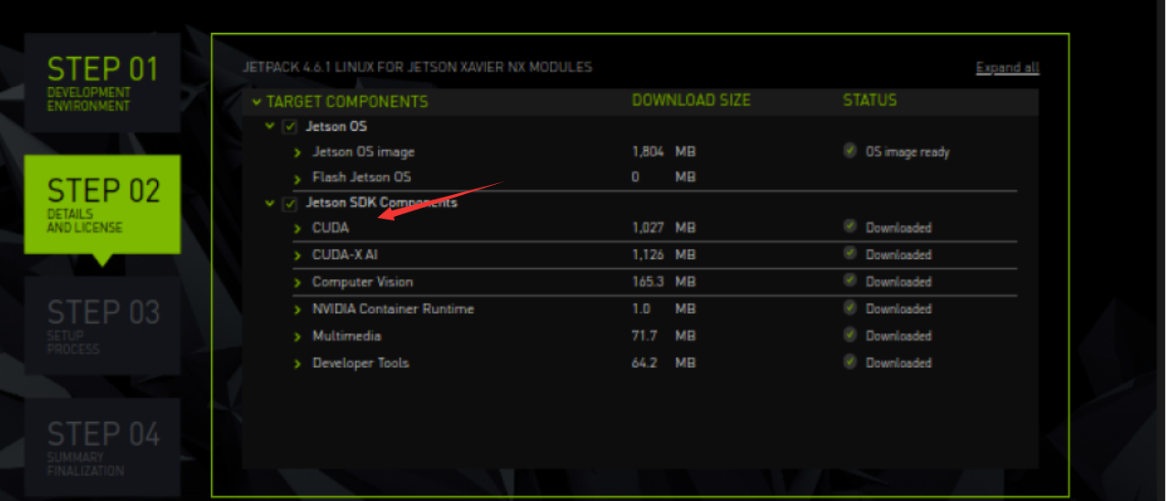 STEP 01
DEVELOPMENT
ENVIRONMENT
STEP 02
DETAILS
AND LICENSE
STEP 03
SETUP
PROCESS
STEP 04
SUMMARY
FINALIZATION
JETPACK 4.6.1 LINUX FOR JETSON XAVIER NX MODULES Expand all
TARGET COMPONENTS DOWNLOAD SIZE STATUS
Jetson OS
Jetson OS image 1,804 MB OS image ready
Flash Jetson OS 0 MB
Jetson SDK Components
CUDA 1,027 MB Downloaded
CUDA-X AI 1,126 MB Downloaded
Computer Vision 165.3 MB Downloaded
NVIDIA Container Runtime 1.0 MB Downloaded
Multimedia 71.7 MB Downloaded
Developer Tools 64.2 MB Downloaded